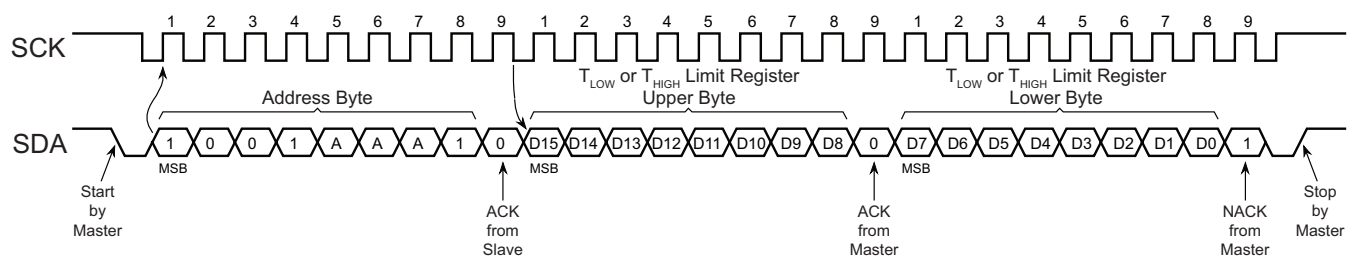 1 2 3 4 5 6 7 8 9 1 2 3 4 5 6 7 8 9 1 2 3 4 5 6 7 8 9
SCK
T_LOW or T_HIGH Limit Register T_LOW or T_HIGH Limit Register
Address Byte Upper Byte Lower Byte
SDA 1 0 0 1 A A A 1 0 D15 D14 D13 D12 D11 D10 D9 D8 0 D7 D6 D5 D4 D3 D2 D1 D0 1
MSB MSB MSB
Start by Master
ACK from Slave
ACK from Master
NACK from Master
Stop by Master